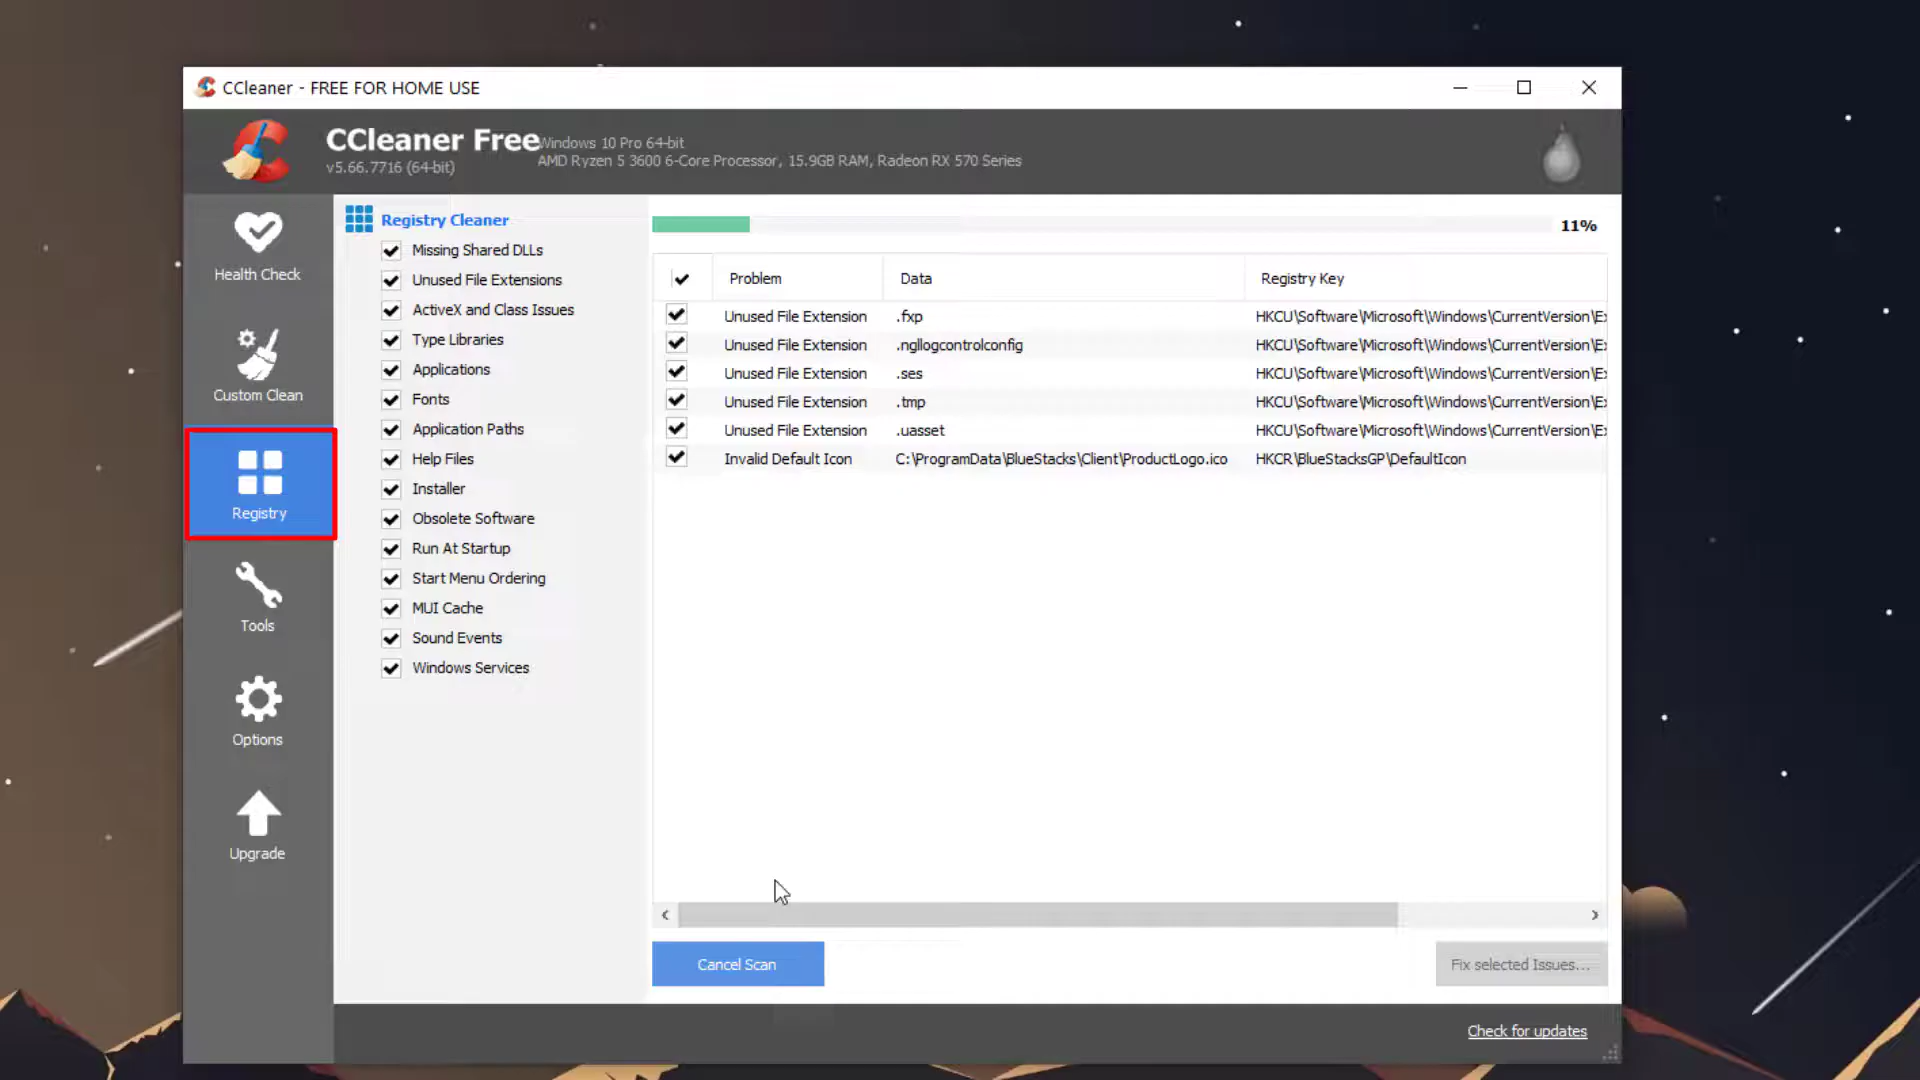 CCleaner - FREE FOR HOME USE
CCleaner Free
v5.66.7716 (64-bit)
Windows 10 Pro 64-bit
AMD Ryzen 5 3600 6-Core Processor, 15.9GB RAM, Radeon RX 570 Series
Health Check
Custom Clean
Registry
Tools
Options
Upgrade
Registry Cleaner
Missing Shared DLLs
Unused File Extensions
ActiveX and Class Issues
Type Libraries
Applications
Fonts
Application Paths
Help Files
Installer
Obsolete Software
Run At Startup
Start Menu Ordering
MUI Cache
Sound Events
Windows Services
11%
Problem Data Registry Key
Unused File Extension .fxp HKCU\Software\Microsoft\Windows\CurrentVersion\Ex
Unused File Extension .ngllogcontrolconfig HKCU\Software\Microsoft\Windows\CurrentVersion\Ex
Unused File Extension .ses HKCU\Software\Microsoft\Windows\CurrentVersion\Ex
Unused File Extension .tmp HKCU\Software\Microsoft\Windows\CurrentVersion\Ex
Unused File Extension .uasset HKCU\Software\Microsoft\Windows\CurrentVersion\Ex
Invalid Default Icon C:\ProgramData\BlueStacks\Client\ProductLogo.ico HKCR\BlueStacksGP\DefaultIcon
Cancel Scan
Fix selected Issues...
Check for updates